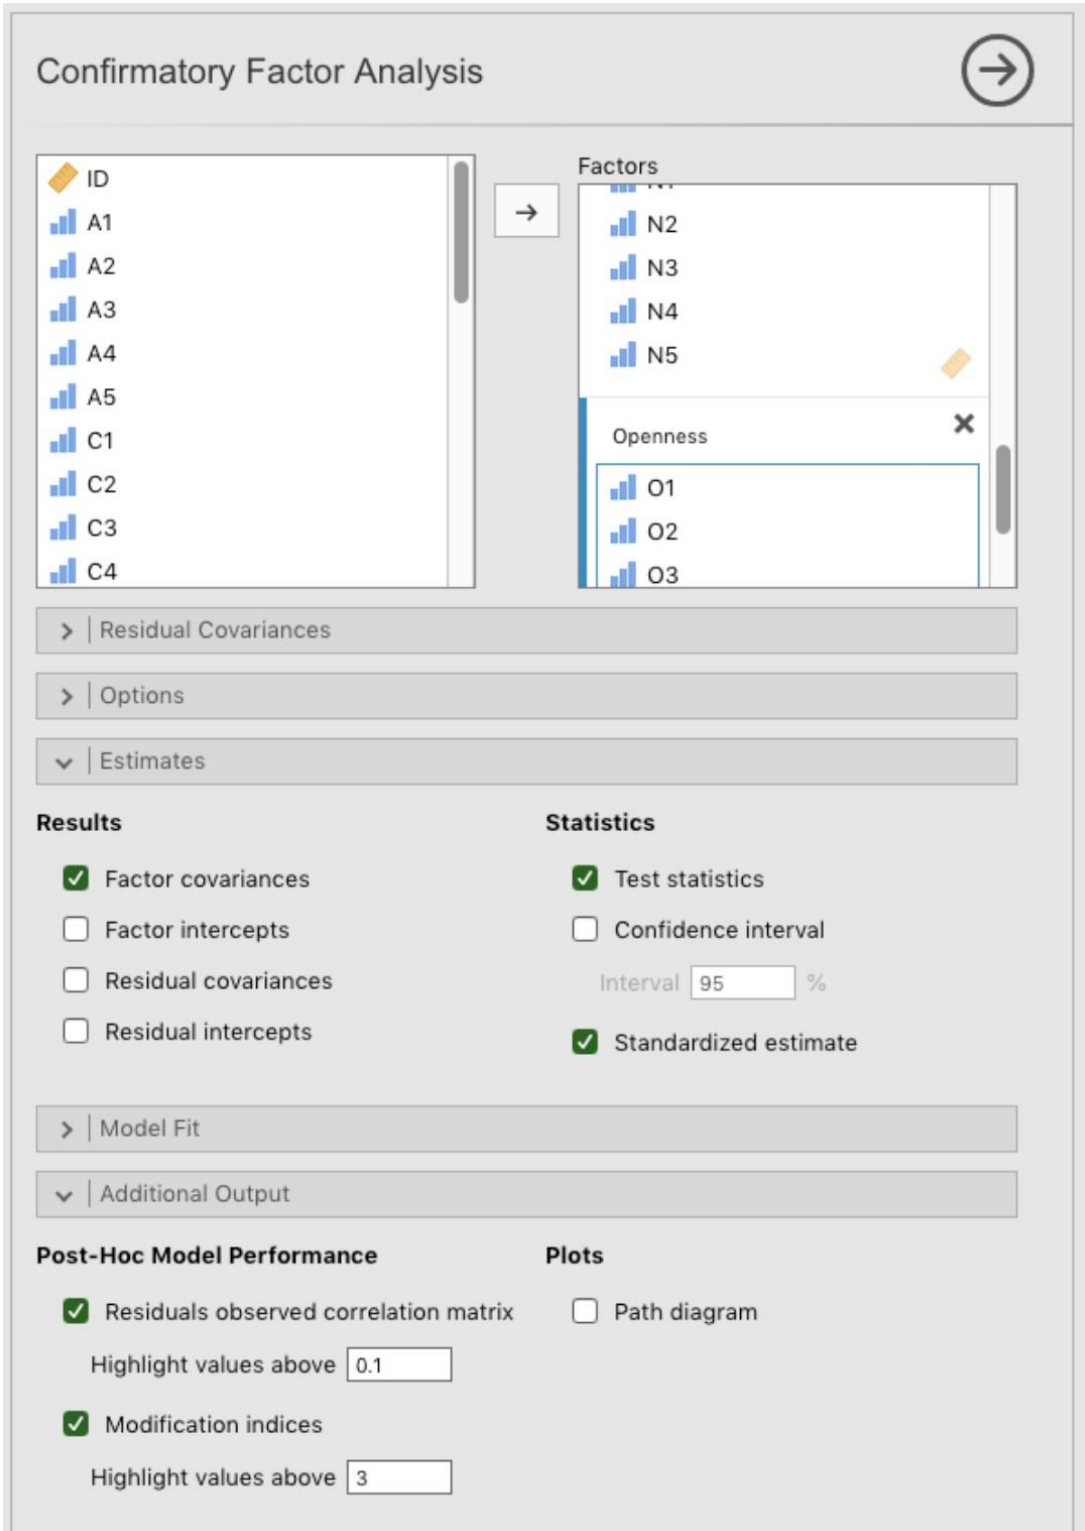 Confirmatory Factor Analysis
ID
A1
A2
A3
A4
A5
C1
C2
C3
C4
Factors
N2
N3
N4
N5
Openness
O1
O2
O3
Residual Covariances
Options
Estimates
Results
Factor covariances
Factor intercepts
Residual covariances
Residual intercepts
Statistics
Test statistics
Confidence interval
Interval 95 %
Standardized estimate
Model Fit
Additional Output
Post-Hoc Model Performance
Residuals observed correlation matrix
Highlight values above 0.1
Modification indices
Highlight values above 3
Plots
Path diagram